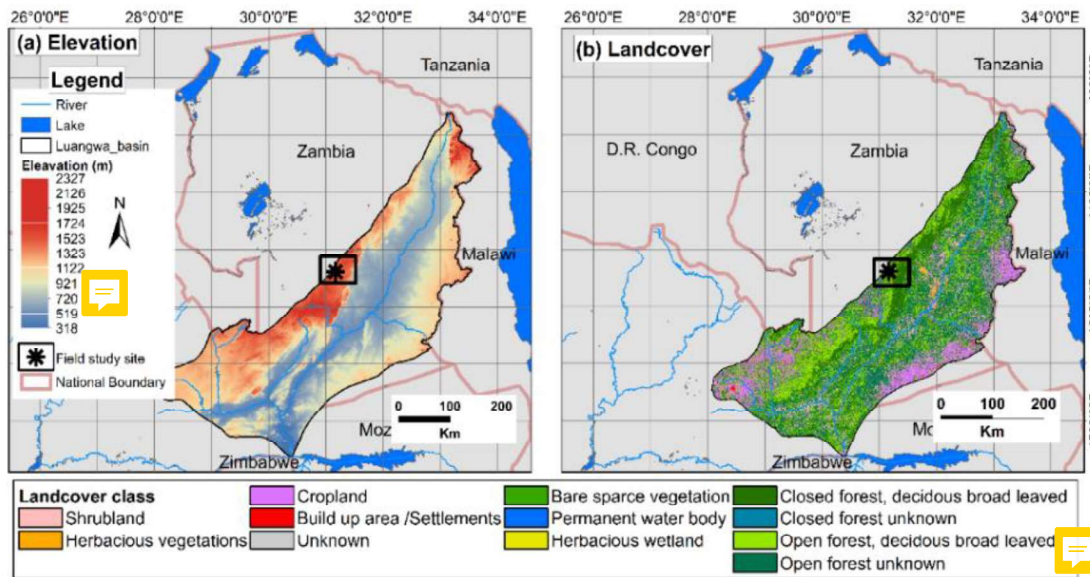 26°0'0"E 28°0'0"E 30°0'0"E 32°0'0"E 34°0'0"E
(a) Elevation
Tanzania
Legend
River
Lake
Luangwa_basin
Eleavation (m)
2327
2126
1925
1724
1523
1322
1122
921
720
519
318
N
Field study site
National Boundary
Zambia
Malawi
0 100 200
Km
Moz
Zimbabwe
26°0'0"E 28°0'0"E 30°0'0"E 32°0'0"E 34°0'0"E
(b) Landcover
Tanzania
D.R. Congo
Zambia
Malawi
0 100 200
Km
Mo
Zimbabwe
Landcover class
Shrubland
Herbacious vegetations
Cropland
Build up area /Settlements
Unknown
Bare sparce vegetation
Permanent water body
Herbacious wetland
Closed forest, decidous broad leaved
Closed forest unknown
Open forest, decidous broad leaved
Open forest unknown